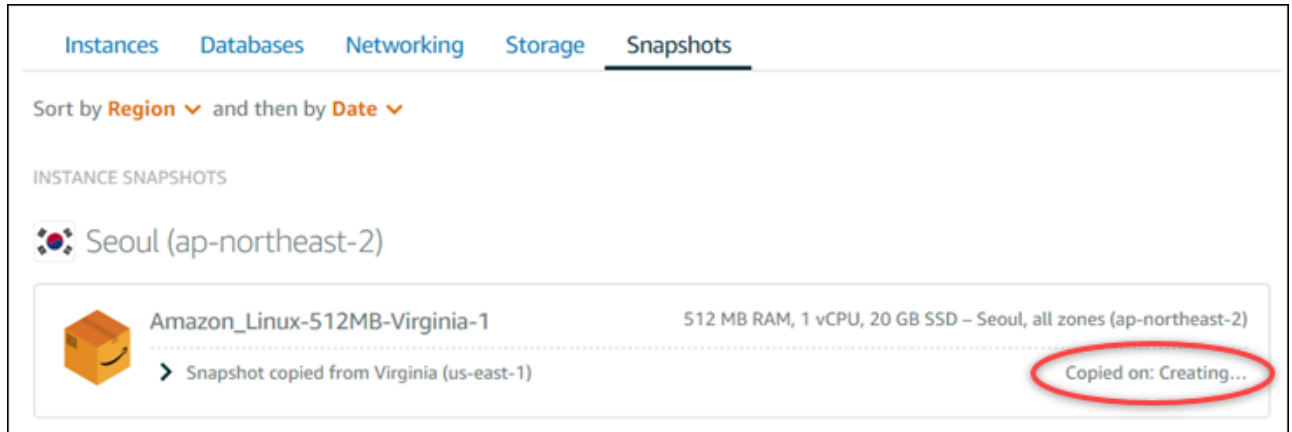 Instances Databases Networking Storage Snapshots
Sort by Region and then by Date
INSTANCE SNAPSHOTS
Seoul (ap-northeast-2)
Amazon_Linux-512MB-Virginia-1 512 MB RAM, 1 vCPU, 20 GB SSD – Seoul, all zones (ap-northeast-2)
Snapshot copied from Virginia (us-east-1) Copied on: Creating...